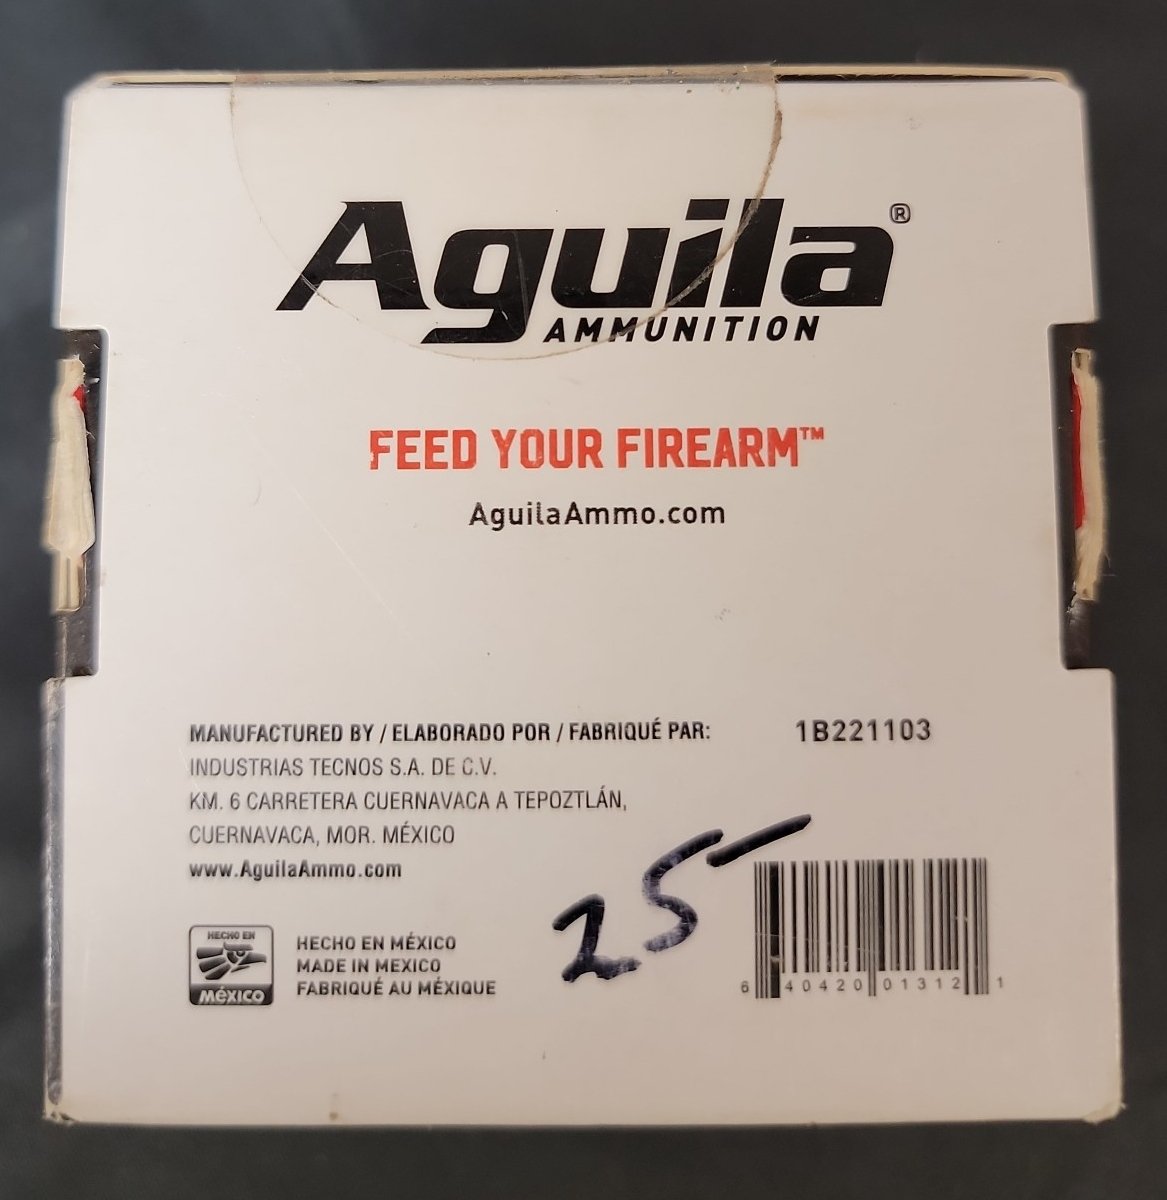 Aguila®
AMMUNITION
FEED YOUR FIREARM™
AguilaAmmo.com
MANUFACTURED BY / ELABORADO POR / FABRIQUÉ PAR:
1B221103
INDUSTRIAS TECNOS S.A. DE C.V.
KM. 6 CARRETERA CUERNAVACA A TEPOZTLÁN,
CUERNAVACA, MOR. MÉXICO
www.AguilaAmmo.com
25-
HECHO EN
MÉXICO
HECHO EN MÉXICO
MADE IN MEXICO
FABRIQUÉ AU MÉXIQUE
6 40420 01312 1